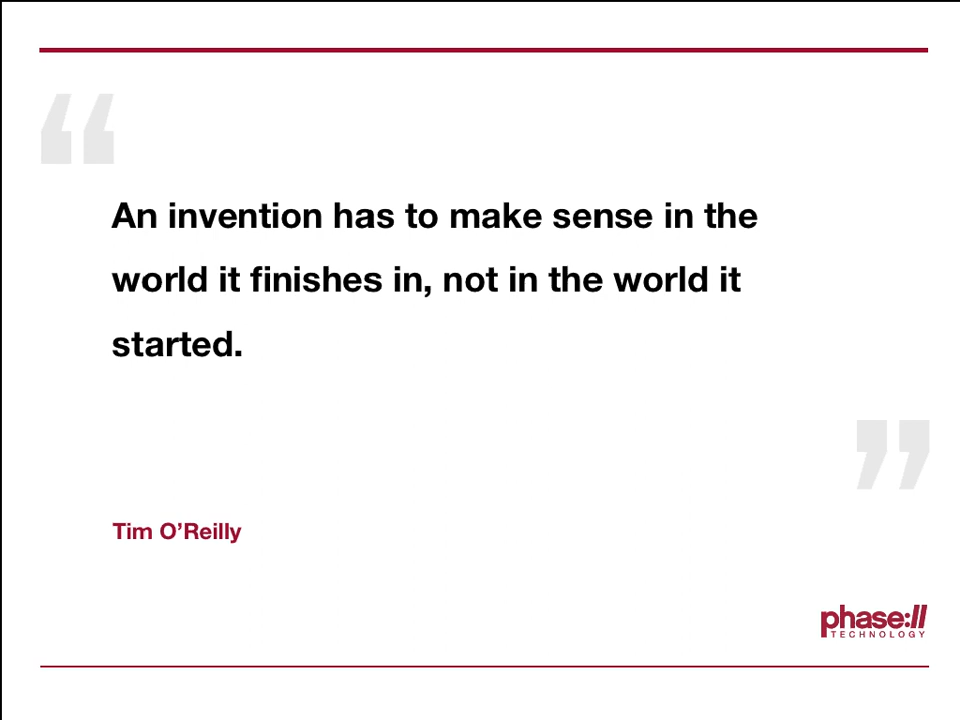 “
An invention has to make sense in the
world it finishes in, not in the world it
started.
”
Tim O’Reilly
phase://
TECHNOLOGY